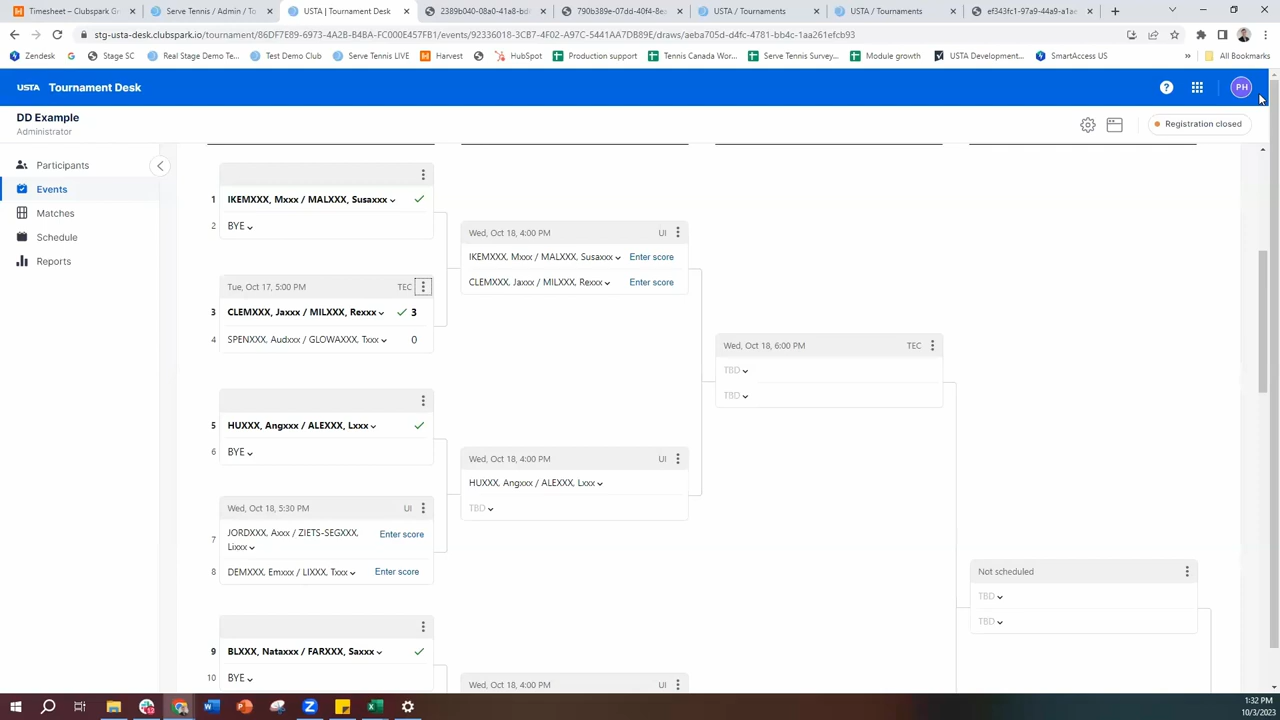 Timesheet – Clubspark Gr
Serve Tennis / Admin / To
USTA | Tournament Desk
2389b040-08a0-41a8-bd
790b389e-07dd-40f4-8e
USTA / Tournaments
USTA / Tournaments
ef343fc1-97a9-44a9-a1ae
stg-usta-desk.clubspark.io/tournament/86DF7E89-6973-4A2B-B4BA-FC000E457FB1/events/92336018-3CB7-4F02-A97C-5441AA7DB89E/draws/aeba705d-d4fc-4781-bb4c-1aa261efcb93
Zendesk
Stage SC
Real Stage Demo Te...
Test Demo Club
Serve Tennis LIVE
Harvest
HubSpot
Production support
Tennis Canada Wor...
Serve Tennis Survey...
Module growth
USTA Development...
SmartAccess US
»
All Bookmarks
USTA Tournament Desk
?
PH
DD Example
Administrator
Registration closed
Participants
Events
Matches
Schedule
Reports
1 IKEMXXX, Mxxx / MALXXX, Susaxxx
2 BYE
Wed, Oct 18, 4:00 PM UI
IKEMXXX, Mxxx / MALXXX, Susaxxx Enter score
CLEMXXX, Jaxxx / MILXXX, Rexxx Enter score
Tue, Oct 17, 5:00 PM TEC
3 CLEMXXX, Jaxxx / MILXXX, Rexxx 3
4 SPENXXX, Audxxx / GLOWAXXX, Txxx 0
Wed, Oct 18, 6:00 PM TEC
TBD
TBD
5 HUXXX, Angxxx / ALEXXX, Lxxx
6 BYE
Wed, Oct 18, 4:00 PM UI
HUXXX, Angxxx / ALEXXX, Lxxx
TBD
Wed, Oct 18, 5:30 PM UI
7 JORDXXX, Axxx / ZIETS-SEGXXX, Enter score
Lixxx
8 DEMXXX, Emxxx / LIXXX, Txxx Enter score
Not scheduled
TBD
TBD
9 BLXXX, Nataxxx / FARXXX, Saxxx
10 BYE
Wed, Oct 18, 4:00 PM UI
1:32 PM
10/3/2023